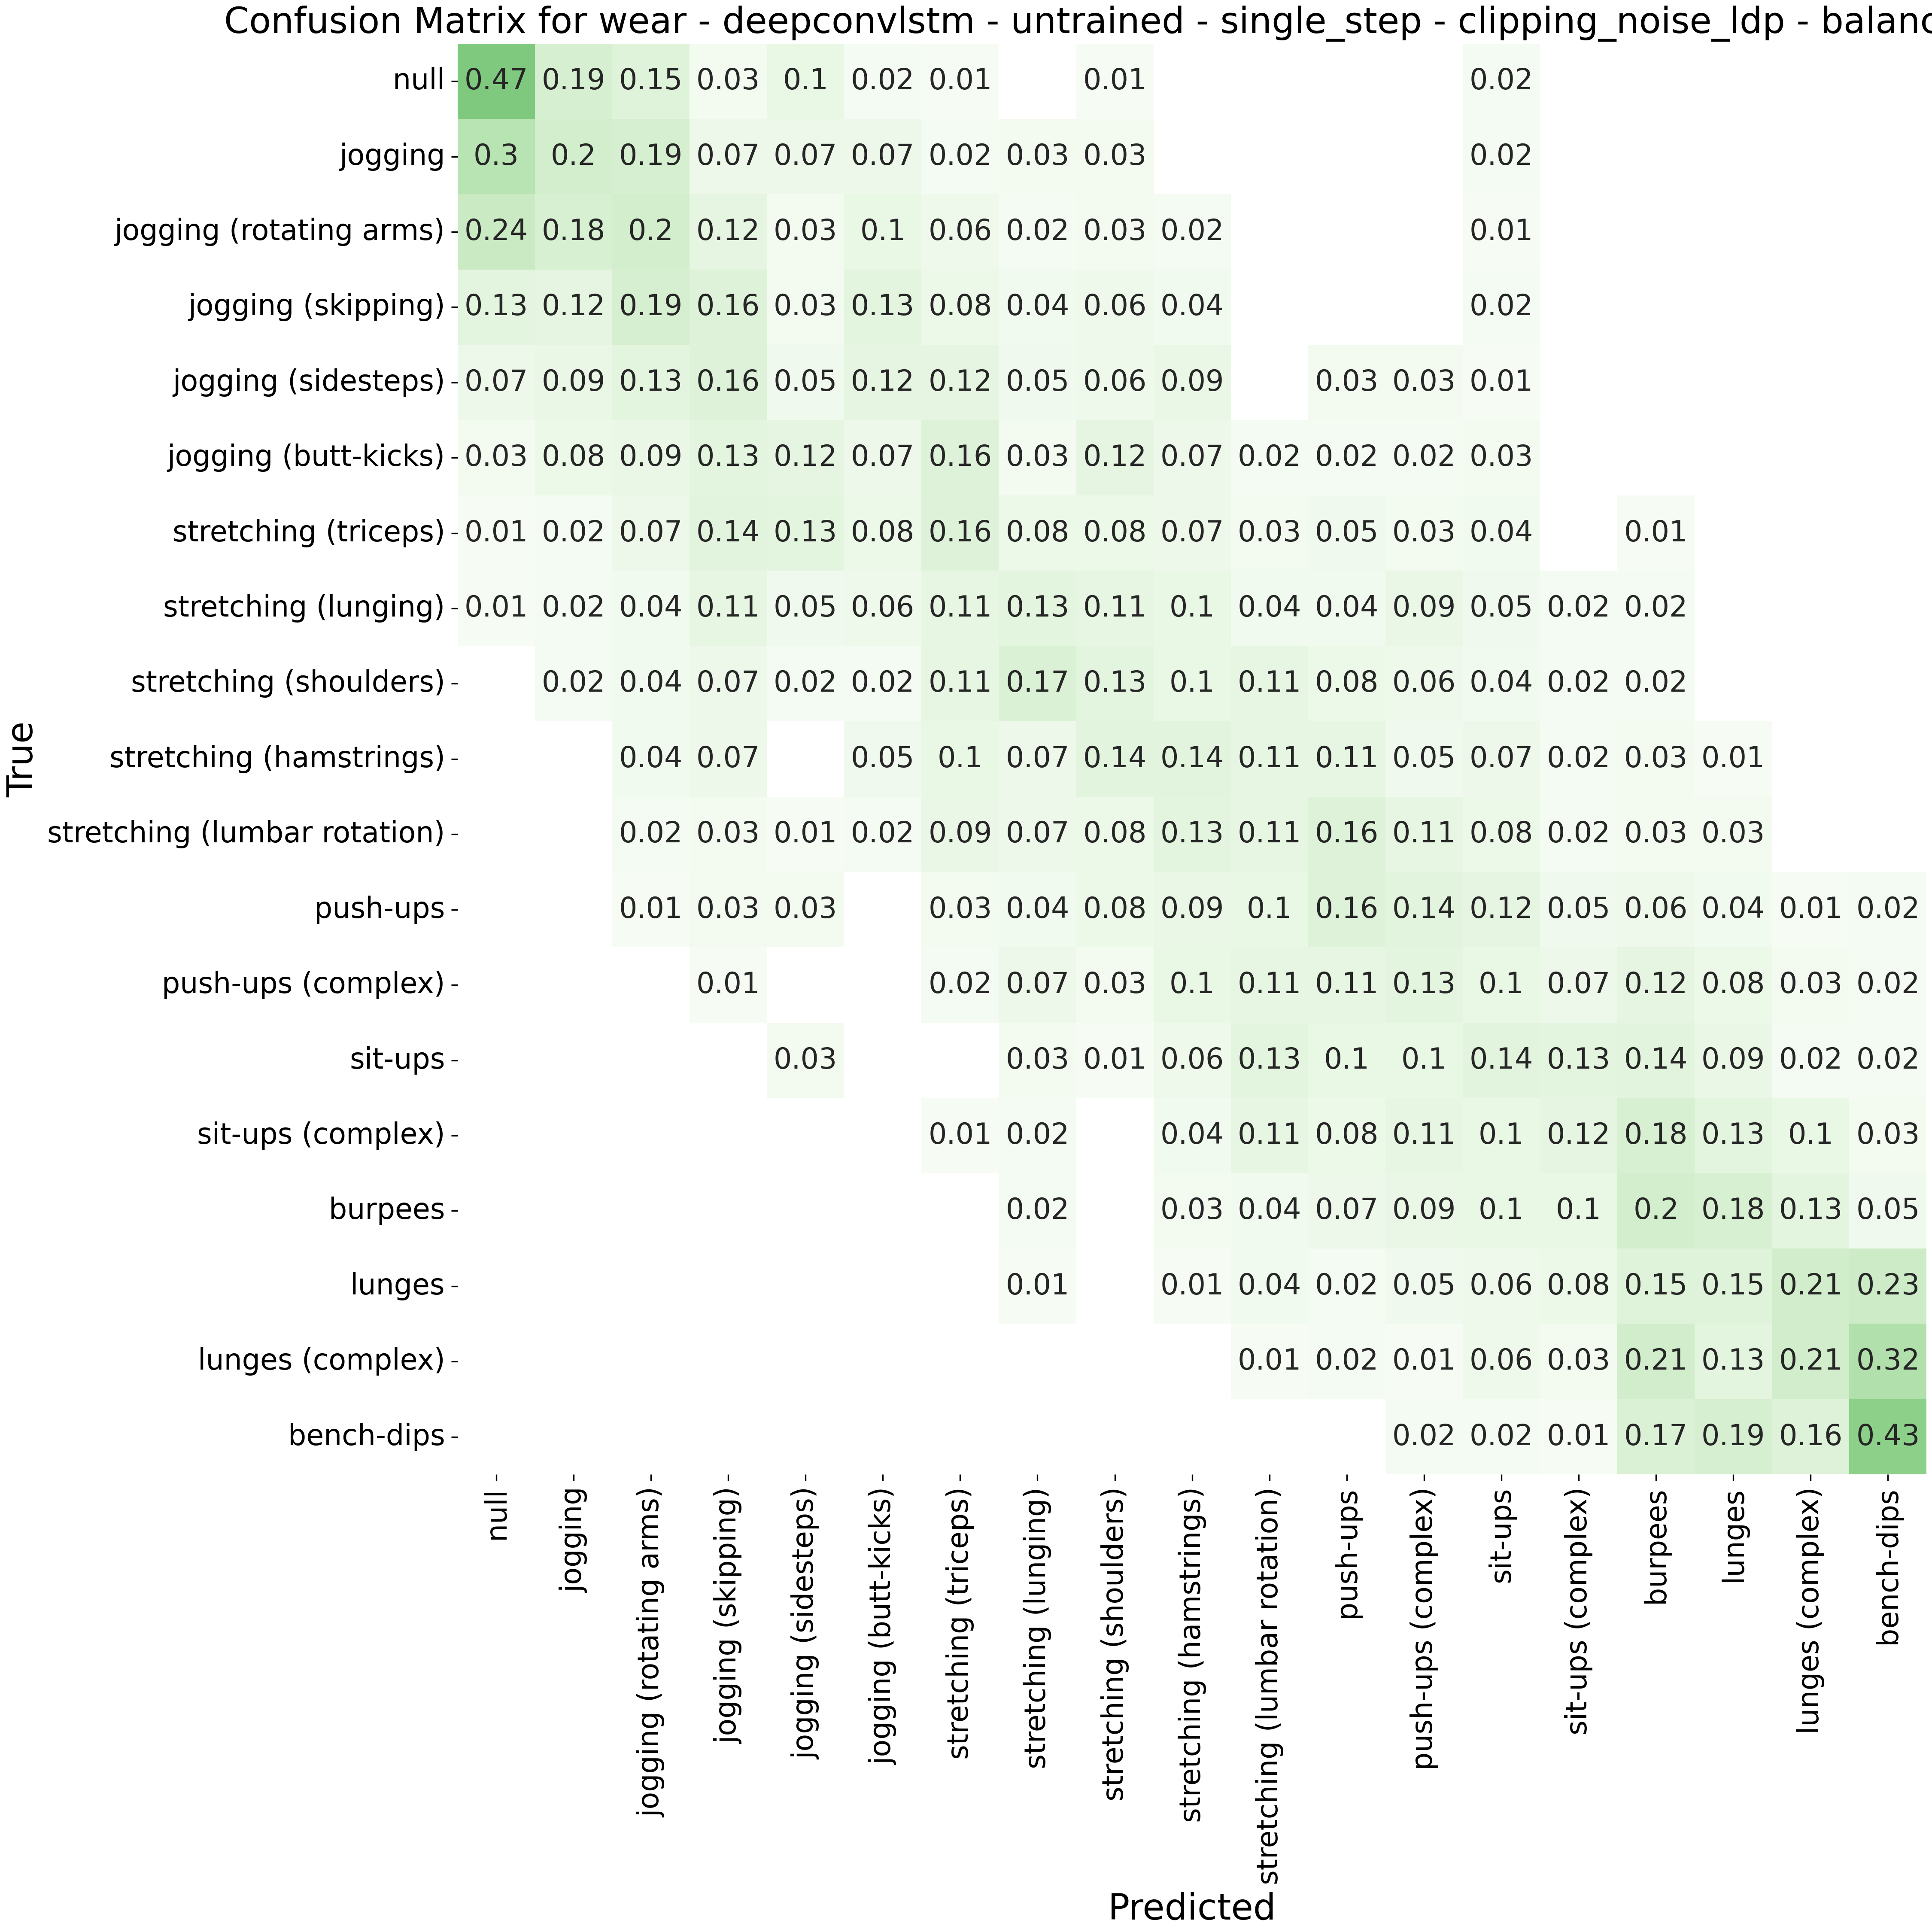 Confusion Matrix for wear - deepconvlstm - untrained - single_step - clipping_noise_ldp - balanc
null 0.47 0.19 0.15 0.03 0.1 0.02 0.01 0.01 0.02
jogging 0.3 0.2 0.19 0.07 0.07 0.07 0.02 0.03 0.03 0.02
jogging (rotating arms) 0.24 0.18 0.2 0.12 0.03 0.1 0.06 0.02 0.03 0.02 0.01
jogging (skipping) 0.13 0.12 0.19 0.16 0.03 0.13 0.08 0.04 0.06 0.04 0.02
jogging (sidesteps) 0.07 0.09 0.13 0.16 0.05 0.12 0.12 0.05 0.06 0.09 0.03 0.03 0.01
jogging (butt-kicks) 0.03 0.08 0.09 0.13 0.12 0.07 0.16 0.03 0.12 0.07 0.02 0.02 0.02 0.03
stretching (triceps) 0.01 0.02 0.07 0.14 0.13 0.08 0.16 0.08 0.08 0.07 0.03 0.05 0.03 0.04 0.01
stretching (lunging) 0.01 0.02 0.04 0.11 0.05 0.06 0.11 0.13 0.11 0.1 0.04 0.04 0.09 0.05 0.02 0.02
stretching (shoulders) 0.02 0.04 0.07 0.02 0.02 0.11 0.17 0.13 0.1 0.11 0.08 0.06 0.04 0.02 0.02
stretching (hamstrings) 0.04 0.07 0.05 0.1 0.07 0.14 0.14 0.11 0.11 0.05 0.07 0.02 0.03 0.01
stretching (lumbar rotation) 0.02 0.03 0.01 0.02 0.09 0.07 0.08 0.13 0.11 0.16 0.11 0.08 0.02 0.03 0.03
push-ups 0.01 0.03 0.03 0.03 0.04 0.08 0.09 0.1 0.16 0.14 0.12 0.05 0.06 0.04 0.01 0.02
push-ups (complex) 0.01 0.02 0.07 0.03 0.1 0.11 0.11 0.13 0.1 0.07 0.12 0.08 0.03 0.02
sit-ups 0.03 0.03 0.01 0.06 0.13 0.1 0.1 0.14 0.13 0.14 0.09 0.02 0.02
sit-ups (complex) 0.01 0.02 0.04 0.11 0.08 0.11 0.1 0.12 0.18 0.13 0.1 0.03
burpees 0.02 0.03 0.04 0.07 0.09 0.1 0.1 0.2 0.18 0.13 0.05
lunges 0.01 0.01 0.04 0.02 0.05 0.06 0.08 0.15 0.15 0.21 0.23
lunges (complex) 0.01 0.02 0.01 0.06 0.03 0.21 0.13 0.21 0.32
bench-dips 0.02 0.02 0.01 0.17 0.19 0.16 0.43
True
null
jogging
jogging (rotating arms)
jogging (skipping)
jogging (sidesteps)
jogging (butt-kicks)
stretching (triceps)
stretching (lunging)
stretching (shoulders)
stretching (hamstrings)
stretching (lumbar rotation)
push-ups
push-ups (complex)
sit-ups
sit-ups (complex)
burpees
lunges
lunges (complex)
bench-dips
Predicted